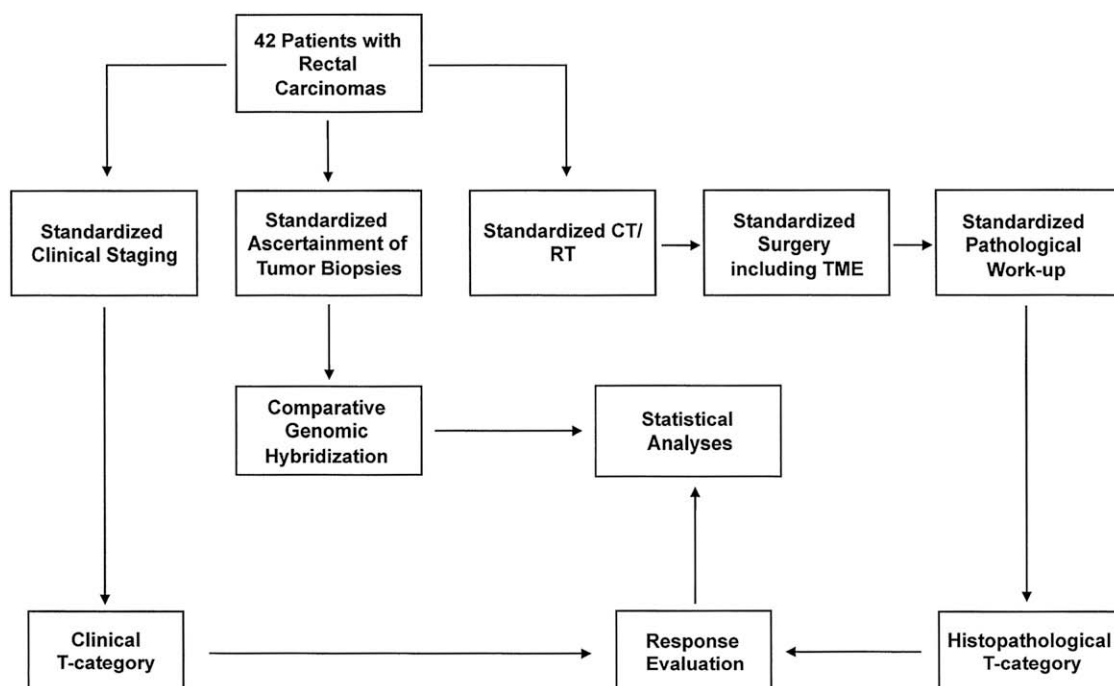 42 Patients with
Rectal
Carcinomas
Standardized
Clinical Staging
Standardized
Ascertainment of
Tumor Biopsies
Standardized CT/
RT
Standardized
Surgery
including TME
Standardized
Pathological
Work-up
Comparative
Genomic
Hybridization
Statistical
Analyses
Clinical
T-category
Response
Evaluation
Histopathological
T-category